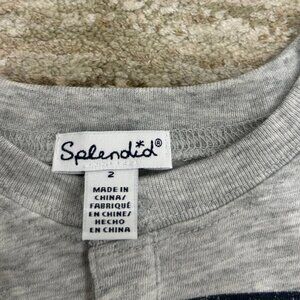 Splendid®
2
MADE IN
CHINA/
FABRIQUÉ
EN CHINE/
HECHO
EN CHINA